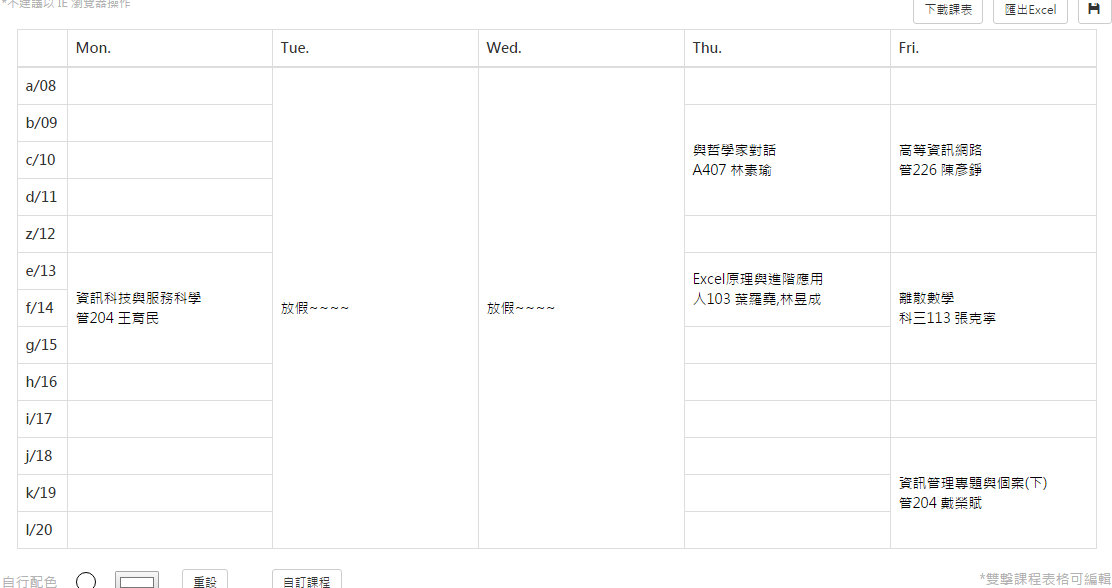 *不建議以 IE 瀏覽器操作
下載課表 匯出Excel
Mon. Tue. Wed. Thu. Fri.
a/08
b/09
c/10
與哲學家對話
A407 林素瑜
高等資訊網路
管226 陳彥錚
d/11
z/12
e/13
f/14
資訊科技與服務科學
管204 王育民
放假~~~~
放假~~~~
Excel原理與進階應用
人103 葉羅堯,林昱成
離散數學
科三113 張克寧
g/15
h/16
i/17
j/18
k/19
資訊管理專題與個案(下)
管204 戴榮賦
l/20
自行配色 重設 自訂課程
*雙擊課程表格可編輯